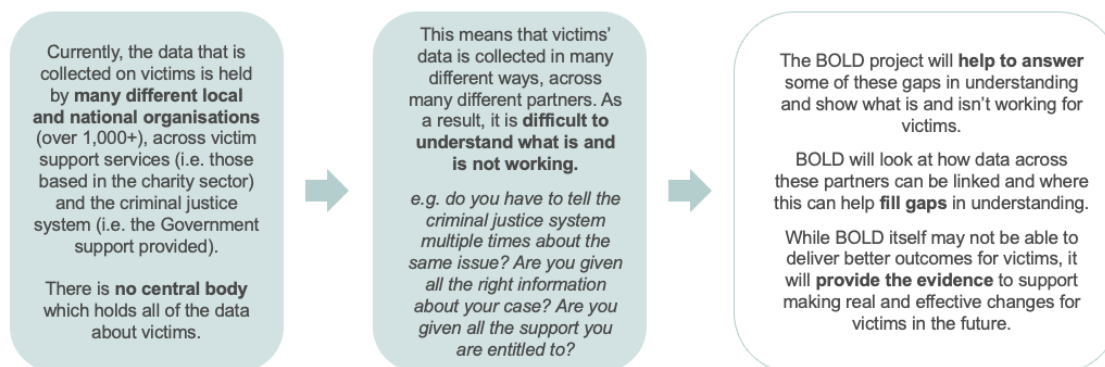 Currently, the data that is
collected on victims is held
by many different local
and national organisations
(over 1,000+), across victim
support services (i.e. those
based in the charity sector)
and the criminal justice
system (i.e. the Government
support provided).
There is no central body
which holds all of the data
about victims.
This means that victims’
data is collected in many
different ways, across
many different partners. As
a result, it is difficult to
understand what is and
is not working.
e.g. do you have to tell the
criminal justice system
multiple times about the
same issue? Are you given
all the right information
about your case? Are you
given all the support you
are entitled to?
The BOLD project will help to answer
some of these gaps in understanding
and show what is and isn’t working for
victims.
BOLD will look at how data across
these partners can be linked and where
this can help fill gaps in understanding.
While BOLD itself may not be able to
deliver better outcomes for victims, it
will provide the evidence to support
making real and effective changes for
victims in the future.